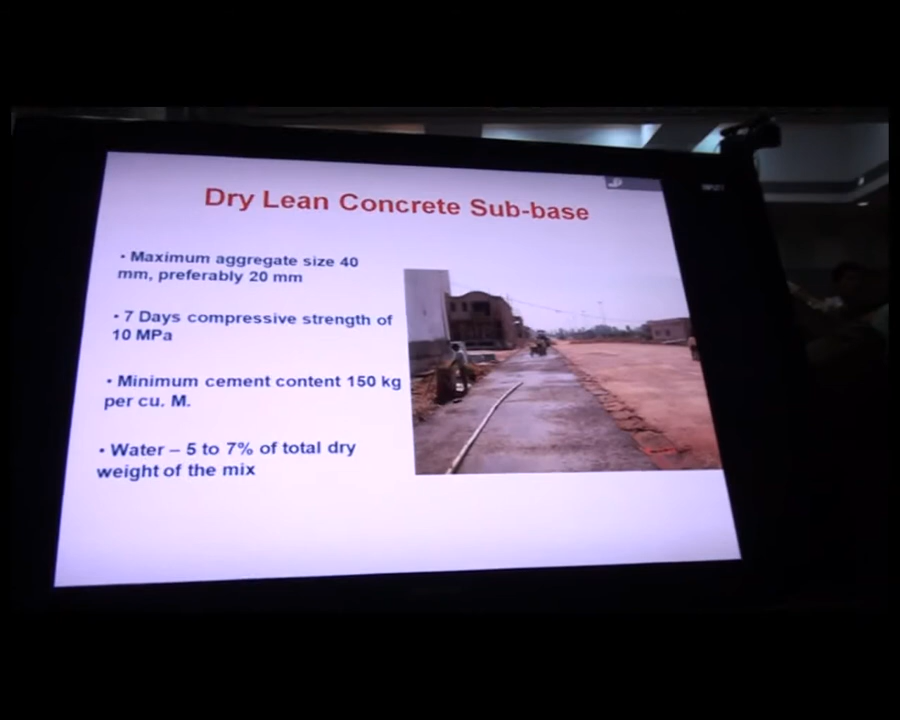 Dry Lean Concrete Sub-base
• Maximum aggregate size 40
mm, preferably 20 mm
• 7 Days compressive strength of
10 MPa
• Minimum cement content 150 kg
per cu. M.
• Water – 5 to 7% of total dry
weight of the mix